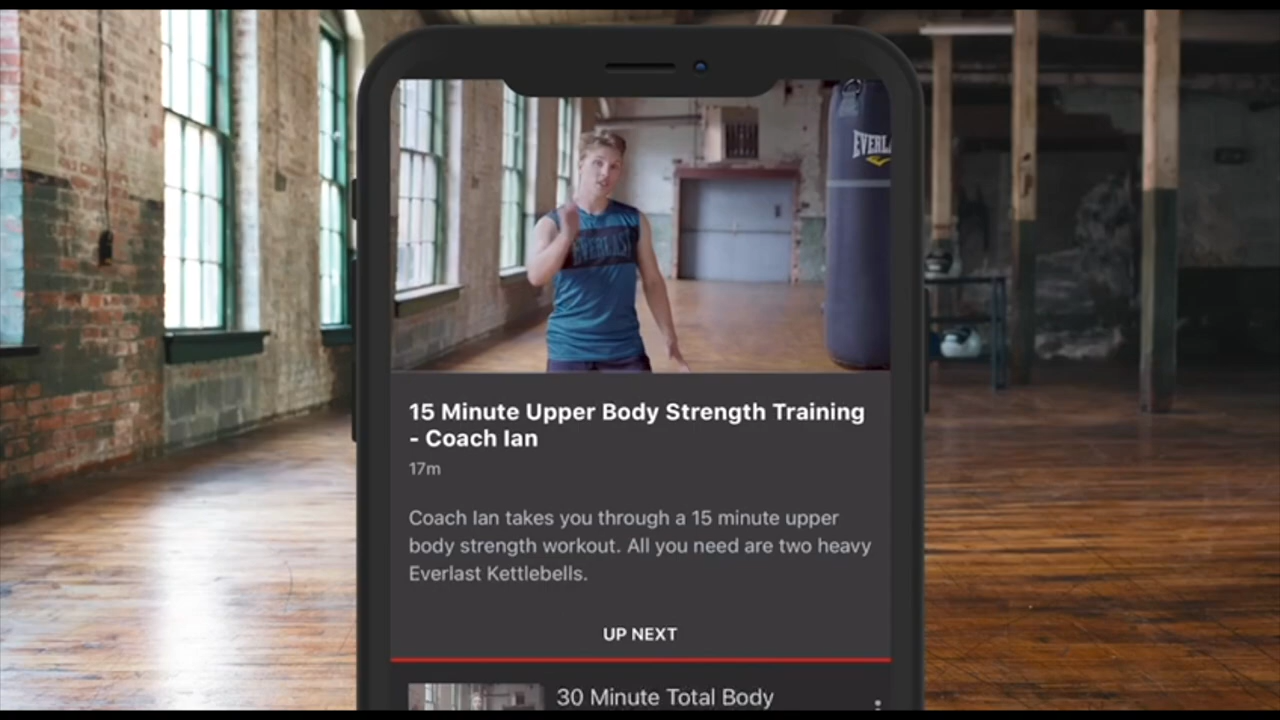 EVERLAST
15 Minute Upper Body Strength Training
- Coach Ian
17m
Coach Ian takes you through a 15 minute upper
body strength workout. All you need are two heavy
Everlast Kettlebells.
UP NEXT
30 Minute Total Body